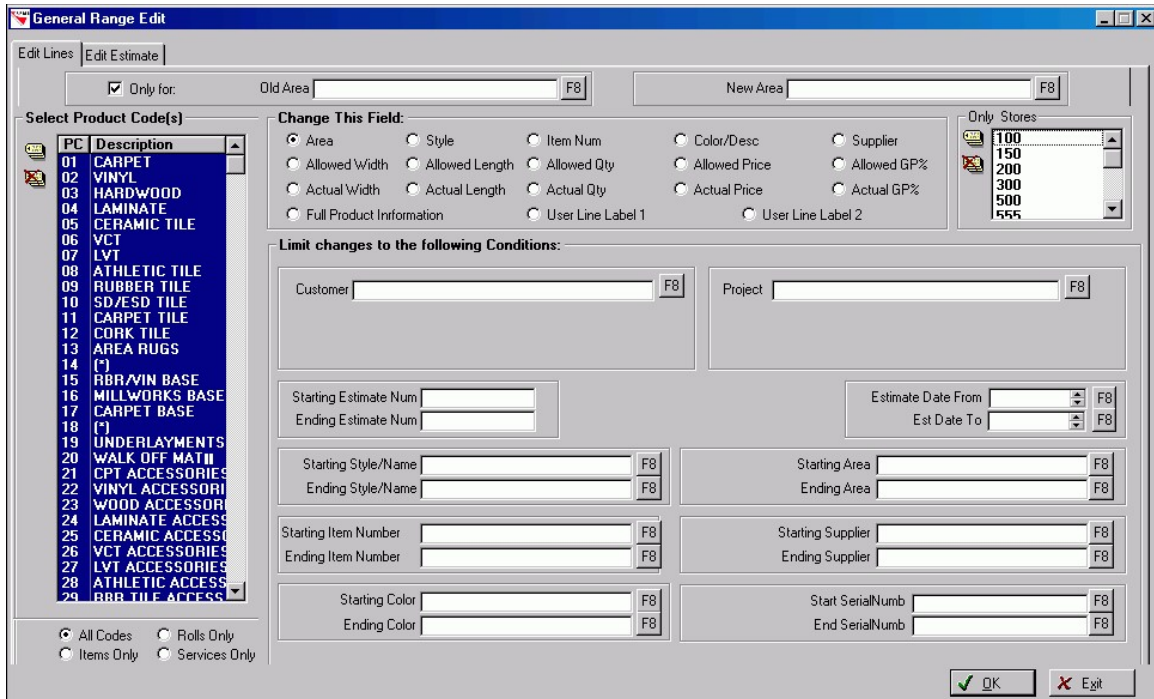 General Range Edit
Edit Lines Edit Estimate
Only for: Old Area F8 New Area F8
Select Product Code(s)
PC Description
01 CARPET
02 VINYL
03 HARDWOOD
04 LAMINATE
05 CERAMIC TILE
06 VCT
07 LVT
08 ATHLETIC TILE
09 RUBBER TILE
10 SD/ESD TILE
11 CARPET TILE
12 CORK TILE
13 AREA RUGS
14 (*)
15 RBR/VIN BASE
16 MILLWORKS BASE
17 CARPET BASE
18 (*)
19 UNDERLAYMENTS
20 WALK OFF MAT
21 CPT ACCESSORIES
22 VINYL ACCESSORI
23 WOOD ACCESSORI
24 LAMINATE ACCESS
25 CERAMIC ACCESSO
26 VCT ACCESSORIES
27 LVT ACCESSORIES
28 ATHLETIC ACCESS
29 RBR TILE ACCESS
All Codes Rolls Only
Items Only Services Only
Change This Field:
Area Style Item Num Color/Desc Supplier
Allowed Width Allowed Length Allowed Qty Allowed Price Allowed GP%
Actual Width Actual Length Actual Qty Actual Price Actual GP%
Full Product Inrformation User Line Label 1 User Line Label 2
Only Stores
100
150
200
300
500
555
Limit changes to the following Conditions:
Customer F8 Project F8
Starting Estimate Num Estimate Date From F8
Ending Estimate Num Est Date To F8
Starting Style/Name F8 Starting Area F8
Ending Style/Name F8 Ending Area F8
Starting Item Number F8 Starting Supplier F8
Ending Item Number F8 Ending Supplier F8
Starting Color F8 Start SerialNumb F8
Ending Color F8 End SerialNumb F8
OK Exit